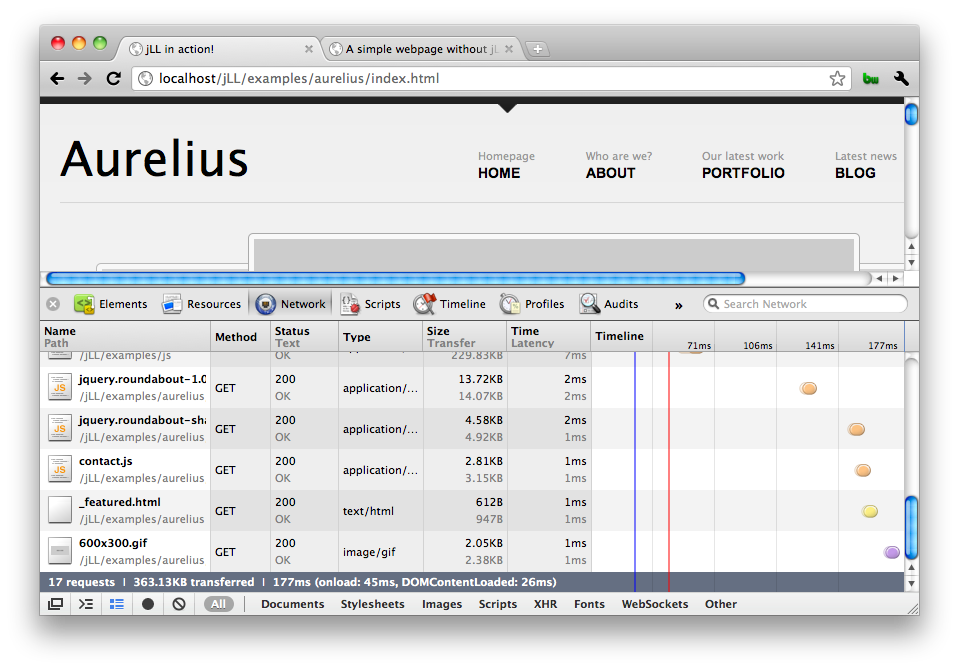 jLL in action!
A simple webpage without jL
localhost/jLL/examples/aurelius/index.html
bw
Aurelius
Homepage
HOME
Who are we?
ABOUT
Our latest work
PORTFOLIO
Latest news
BLOG
Elements Resources Network Scripts Timeline Profiles Audits » Search Network
Name
Path
Method
Status
Text
Type
Size
Transfer
Time
Latency
Timeline
71ms 106ms 141ms 177ms
/jLL/examples/js OK 229.83KB 7ms
jquery.roundabout-1.0 200 13.72KB 2ms
JS GET application/...
/jLL/examples/aurelius OK 14.07KB 2ms
jquery.roundabout-sha 200 4.58KB 2ms
JS GET application/...
/jLL/examples/aurelius OK 4.92KB 1ms
contact.js 200 2.81KB 1ms
JS GET application/...
/jLL/examples/aurelius OK 3.15KB 1ms
_featured.html 200 612B 1ms
GET text/html
/jLL/examples/aurelius OK 947B 1ms
600x300.gif 200 2.05KB 1ms
GET image/gif
/jLL/examples/aurelius OK 2.38KB 1ms
17 requests | 363.13KB transferred | 177ms (onload: 45ms, DOMContentLoaded: 26ms)
All Documents Stylesheets Images Scripts XHR Fonts WebSockets Other